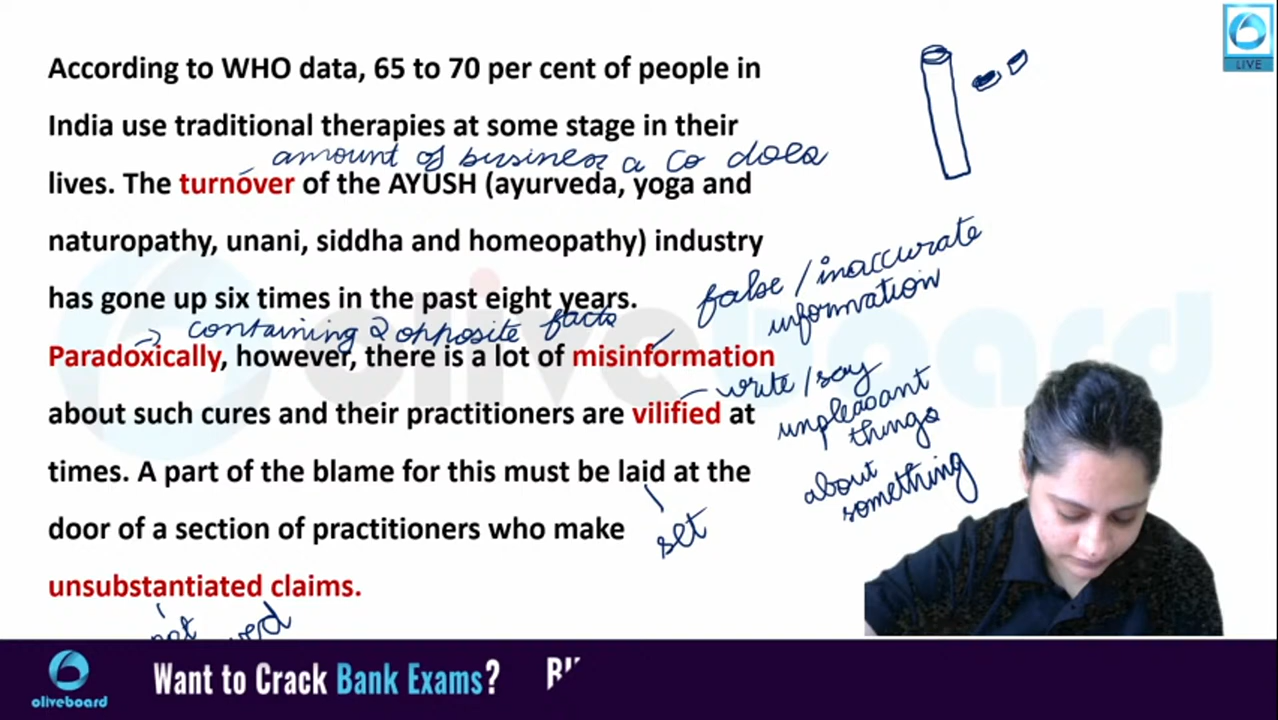 LIVE
According to WHO data, 65 to 70 per cent of people in
India use traditional therapies at some stage in their
amount of business a Co does
lives. The turnover of the AYUSH (ayurveda, yoga and
naturopathy, unani, siddha and homeopathy) industry
false / inaccurate
information
has gone up six times in the past eight years.
containing 2 opposite facts
Paradoxically, however, there is a lot of misinformation
write / say
unpleasant
things
about
something
about such cures and their practitioners are vilified at
times. A part of the blame for this must be laid at the
set
door of a section of practitioners who make
unsubstantiated claims.
not
oliveboard
Want to Crack Bank Exams?
oliveboard